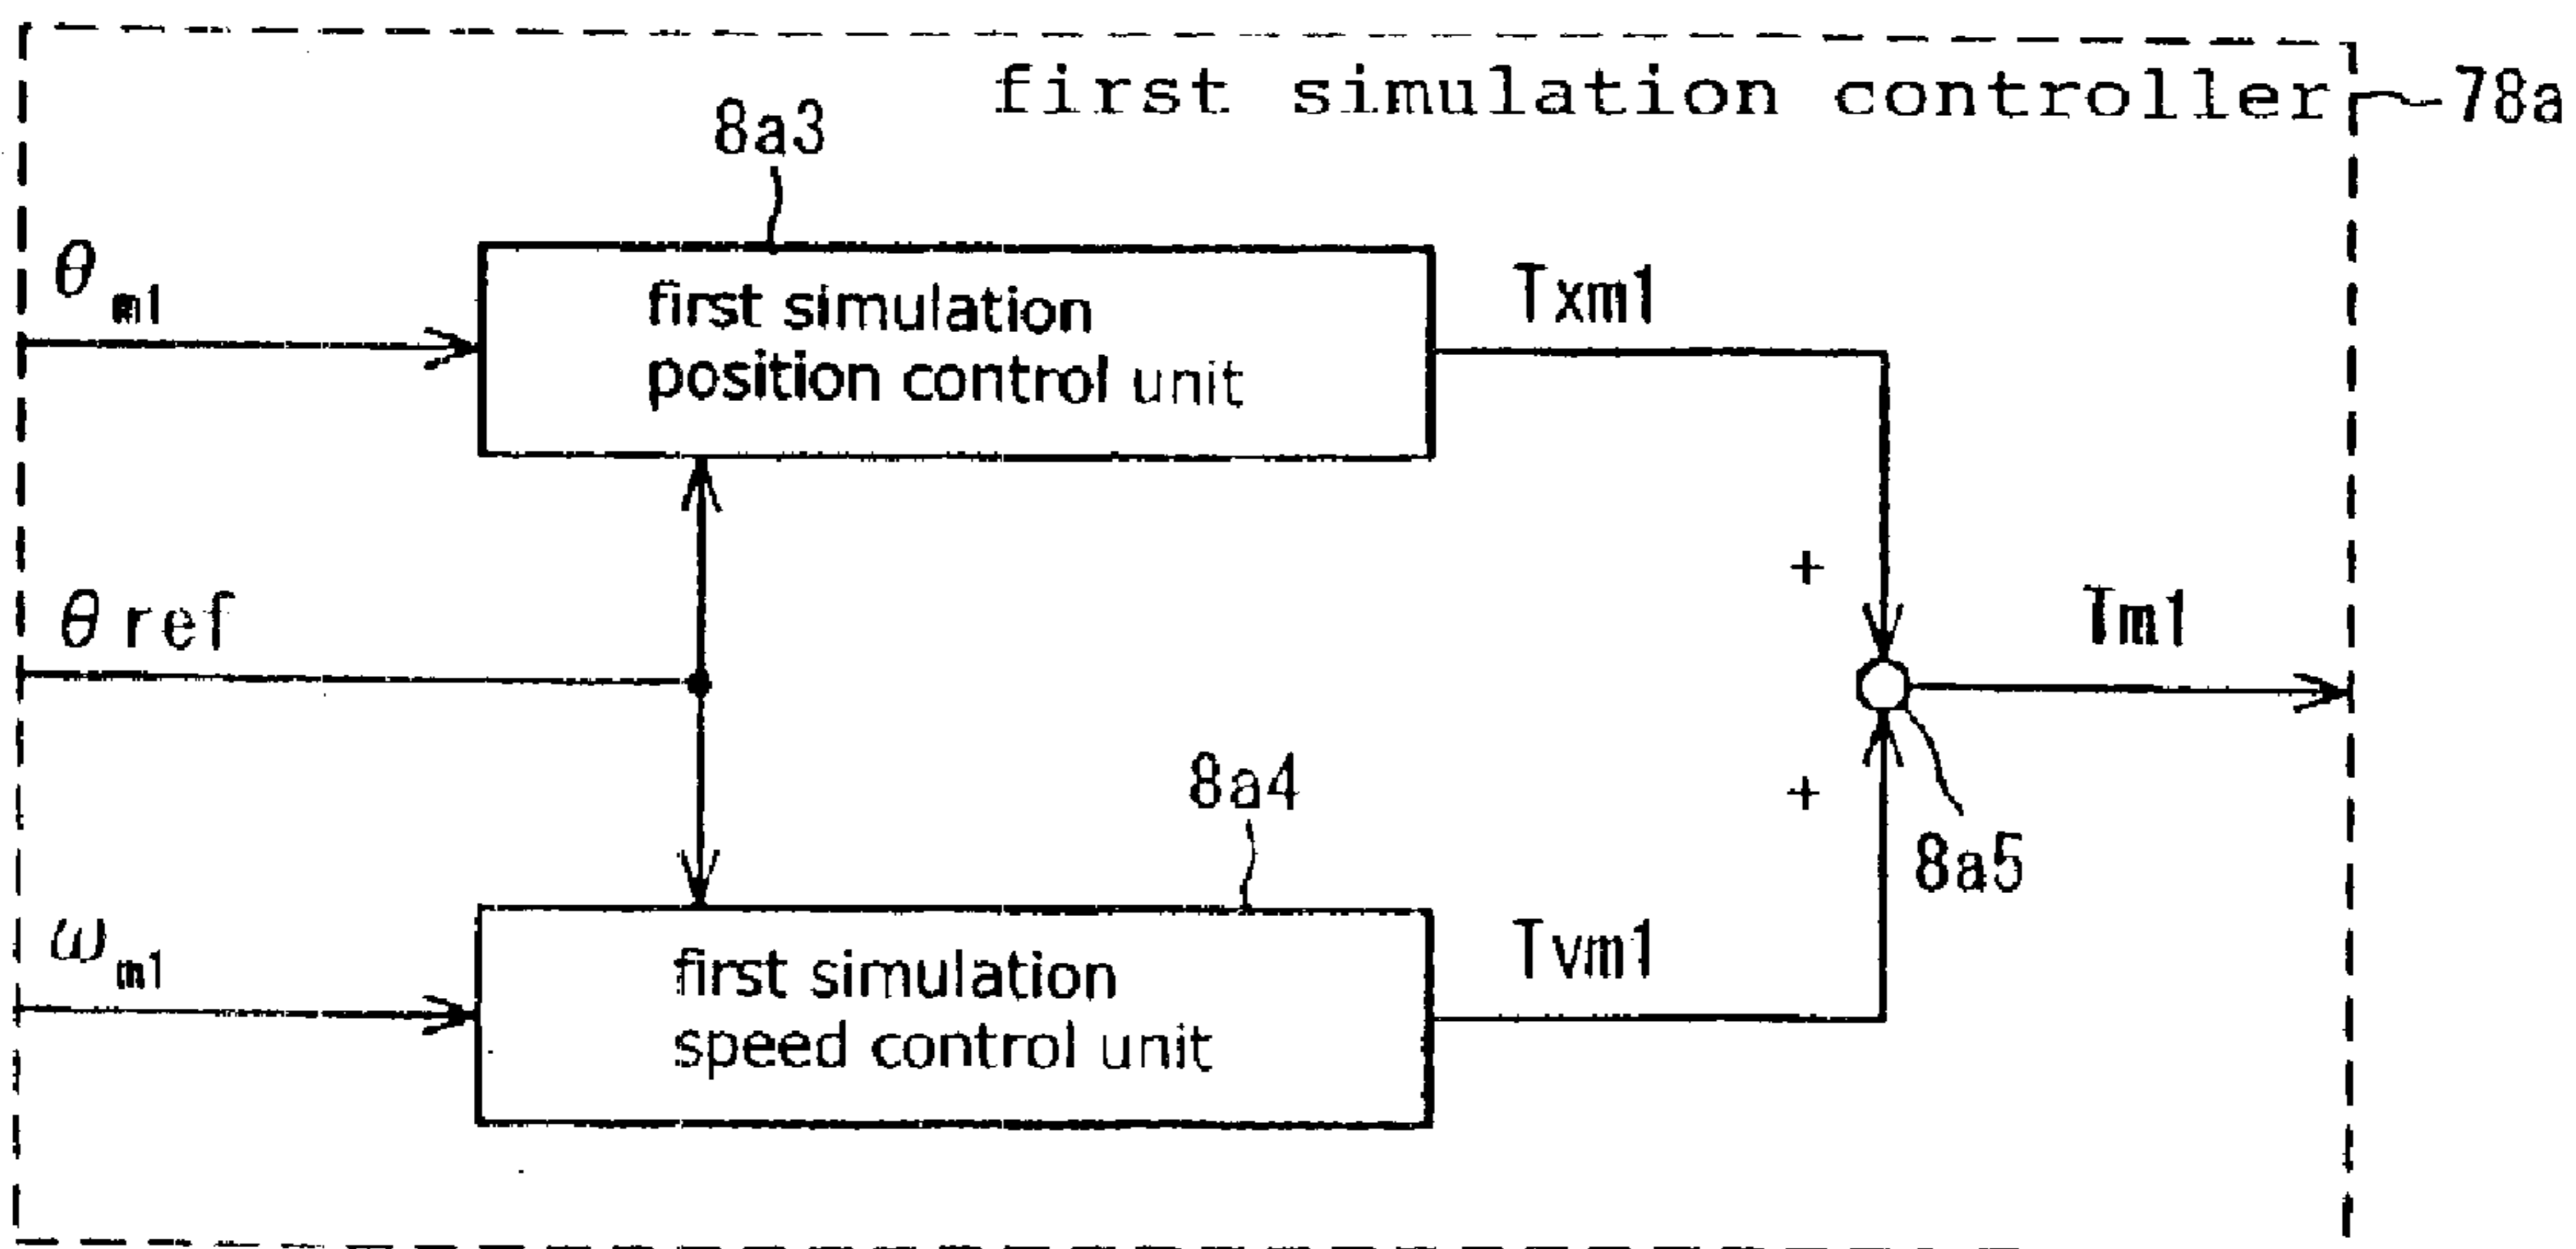 first simulation controller 78a
8a3
θm1
first simulation
position control unit
Txm1
+
θ ref
Tm1
8a4
+
8a5
ωm1
first simulation
speed control unit
Tvm1